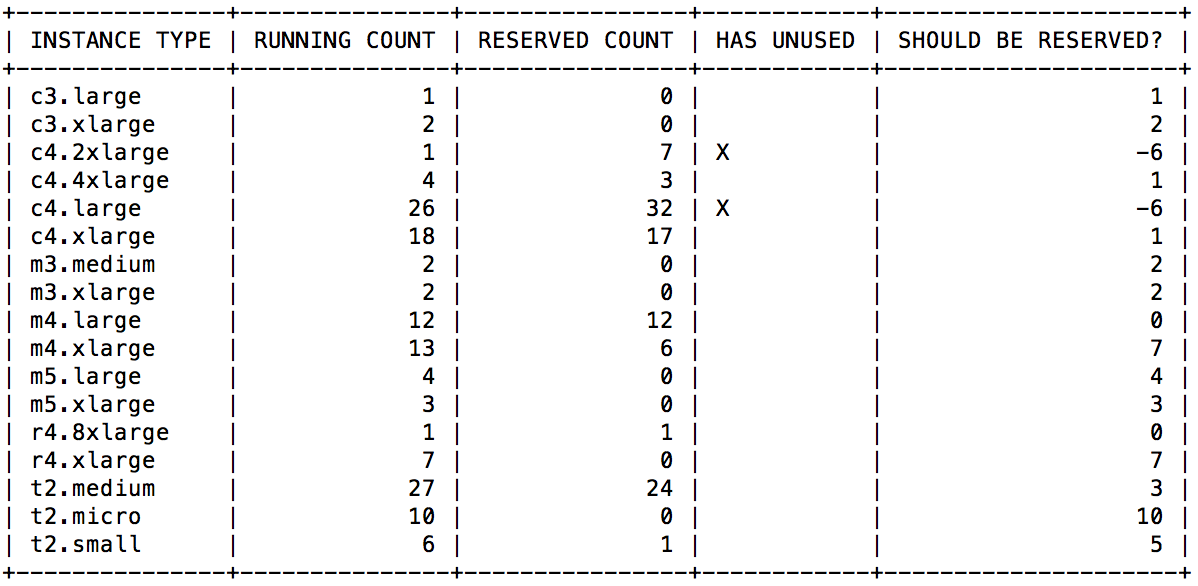 +---------------+---------------+----------------+------------+---------------------+
| INSTANCE TYPE | RUNNING COUNT | RESERVED COUNT | HAS UNUSED | SHOULD BE RESERVED? |
+---------------+---------------+----------------+------------+---------------------+
| c3.large      |             1 |              0 |            |                   1 |
| c3.xlarge     |             2 |              0 |            |                   2 |
| c4.2xlarge    |             1 |              7 | X          |                  -6 |
| c4.4xlarge    |             4 |              3 |            |                   1 |
| c4.large      |            26 |             32 | X          |                  -6 |
| c4.xlarge     |            18 |             17 |            |                   1 |
| m3.medium     |             2 |              0 |            |                   2 |
| m3.xlarge     |             2 |              0 |            |                   2 |
| m4.large      |            12 |             12 |            |                   0 |
| m4.xlarge     |            13 |              6 |            |                   7 |
| m5.large      |             4 |              0 |            |                   4 |
| m5.xlarge     |             3 |              0 |            |                   3 |
| r4.8xlarge    |             1 |              1 |            |                   0 |
| r4.xlarge     |             7 |              0 |            |                   7 |
| t2.medium     |            27 |             24 |            |                   3 |
| t2.micro      |            10 |              0 |            |                  10 |
| t2.small      |             6 |              1 |            |                   5 |
+---------------+---------------+----------------+------------+---------------------+